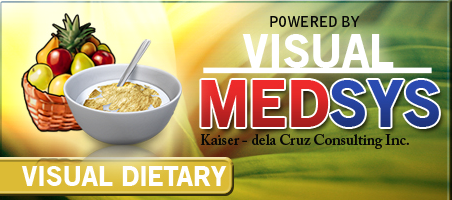 POWERED BY
VISUAL
MEDSYS
Kaiser - dela Cruz Consulting Inc.
VISUAL DIETARY